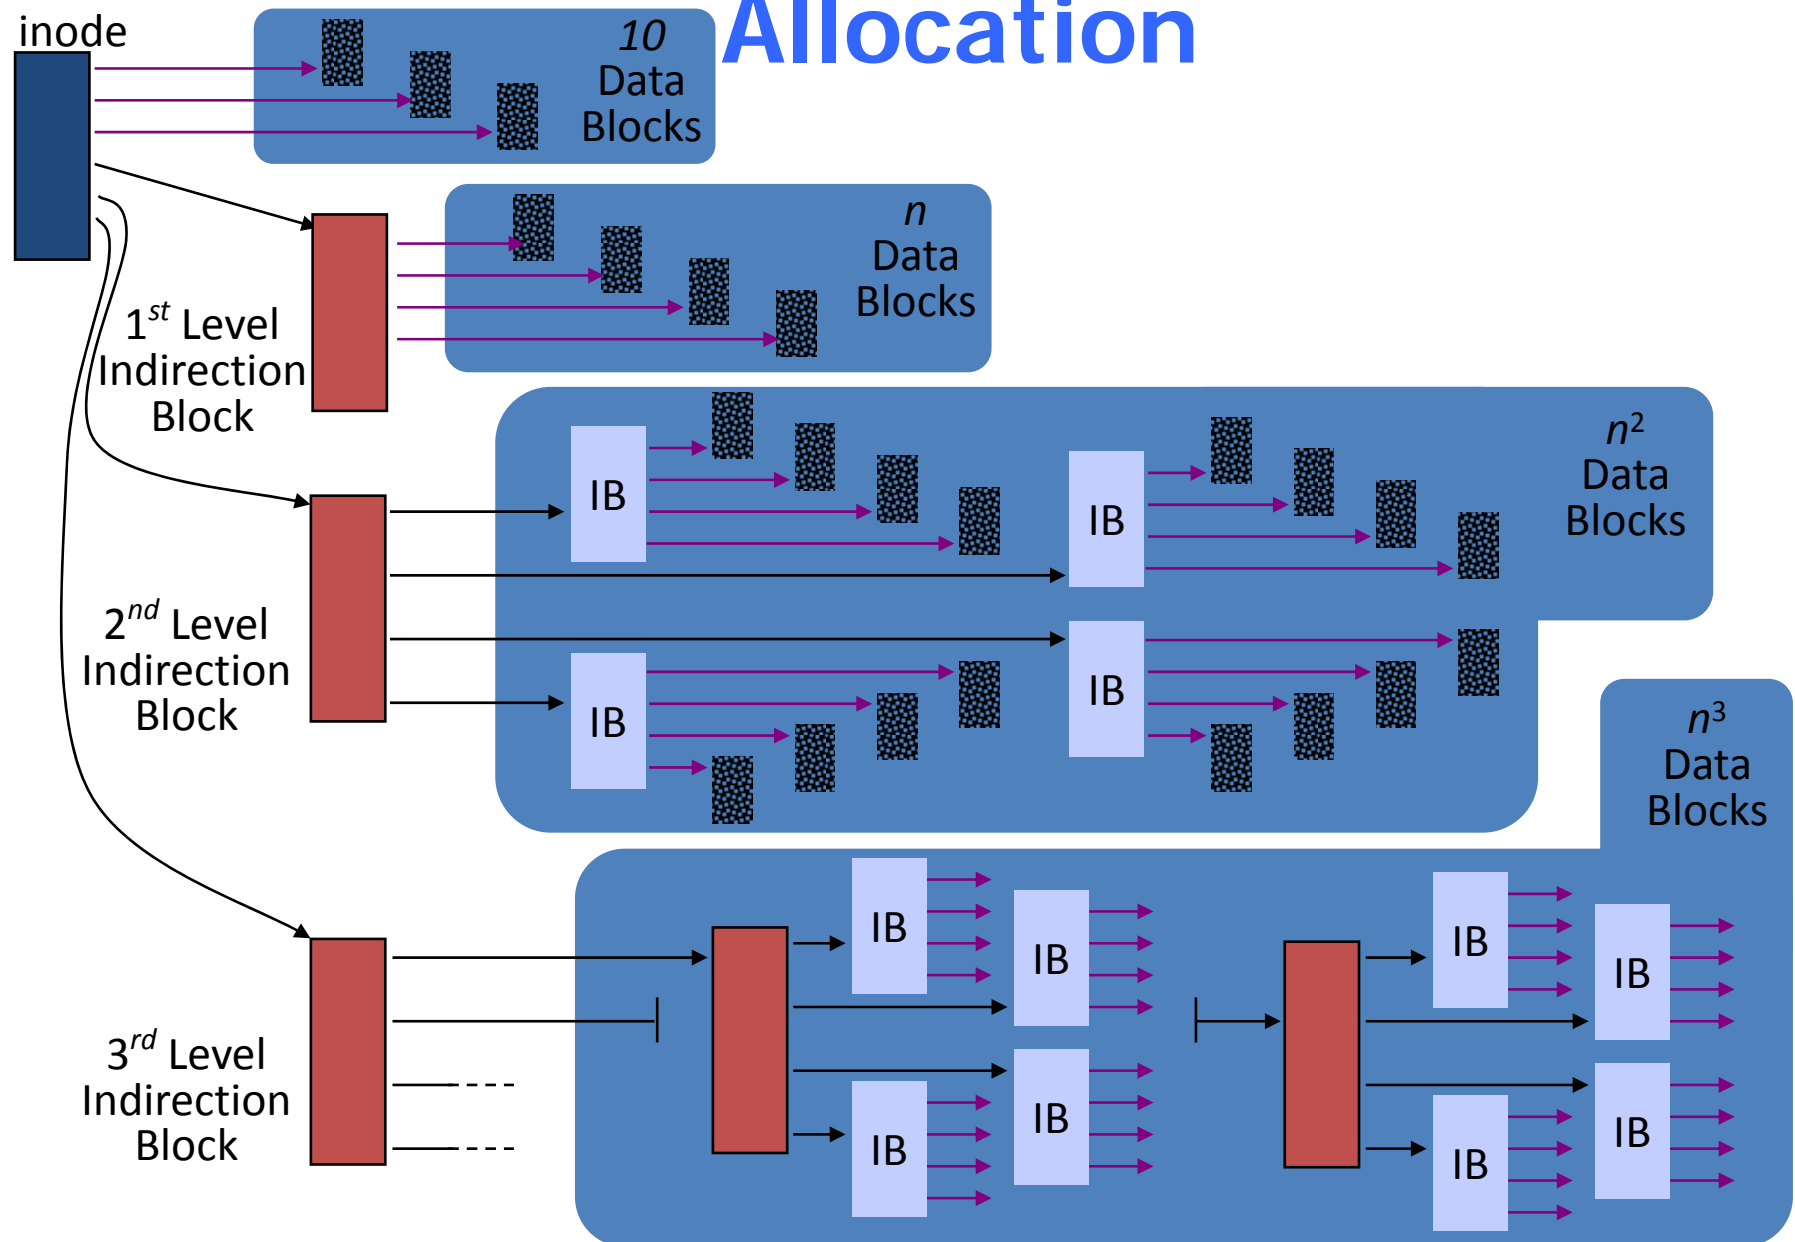 Allocation
inode
10
Data
Blocks
n
Data
Blocks
1st Level
Indirection
Block
n2
Data
Blocks
IB
IB
2nd Level
Indirection
Block
IB
IB
n3
Data
Blocks
IB
IB
IB
IB
3rd Level
Indirection
Block
IB
IB
IB
IB